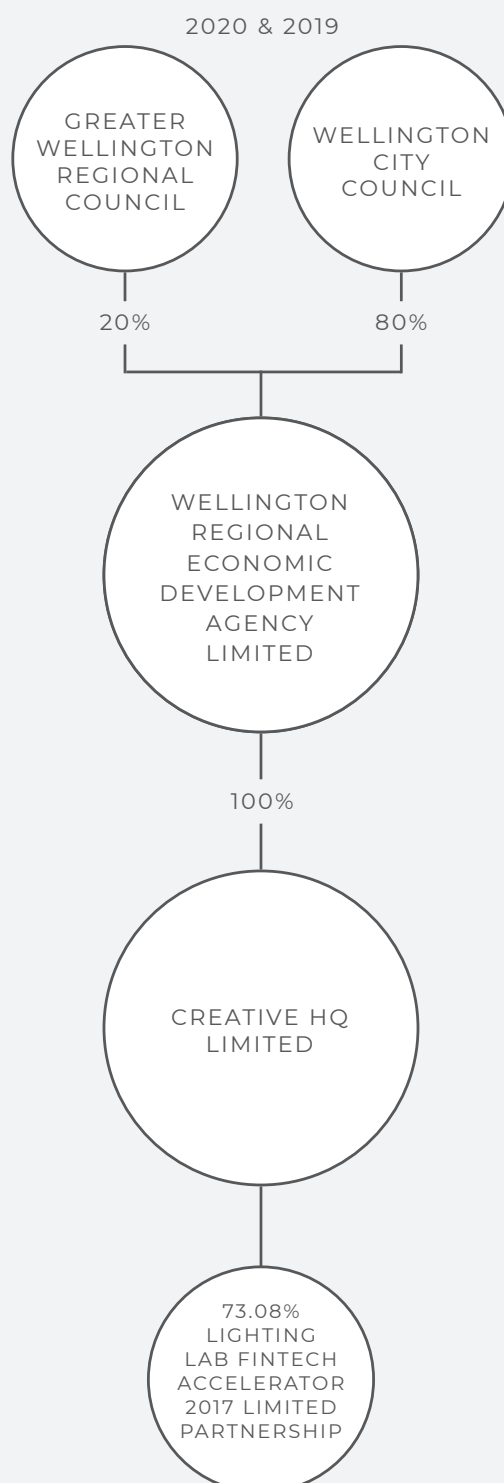 2020 & 2019
GREATER
WELLINGTON
REGIONAL
COUNCIL
WELLINGTON
CITY
COUNCIL
20%
80%
WELLINGTON
REGIONAL
ECONOMIC
DEVELOPMENT
AGENCY
LIMITED
100%
CREATIVE HQ
LIMITED
73.08%
LIGHTING
LAB FINTECH
ACCELERATOR
2017 LIMITED
PARTNERSHIP